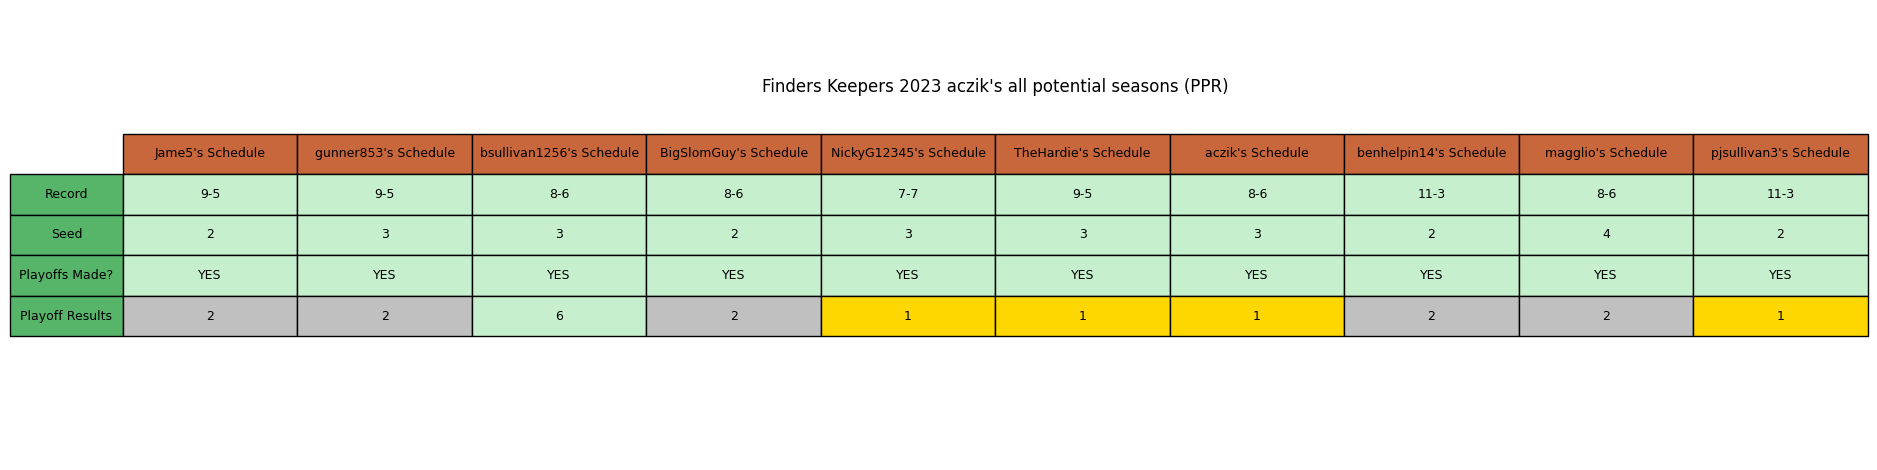 Finders Keepers 2023 aczik's all potential seasons (PPR)
Jame5's Schedule gunner853's Schedule bsullivan1256's Schedule BigSlomGuy's Schedule NickyG12345's Schedule TheHardie's Schedule aczik's Schedule benhelpin14's Schedule magglio's Schedule pjsullivan3's Schedule
Record 9-5 9-5 8-6 8-6 7-7 9-5 8-6 11-3 8-6 11-3
Seed 2 3 3 2 3 3 3 2 4 2
Playoffs Made? YES YES YES YES YES YES YES YES YES YES
Playoff Results 2 2 6 2 1 1 1 2 2 1